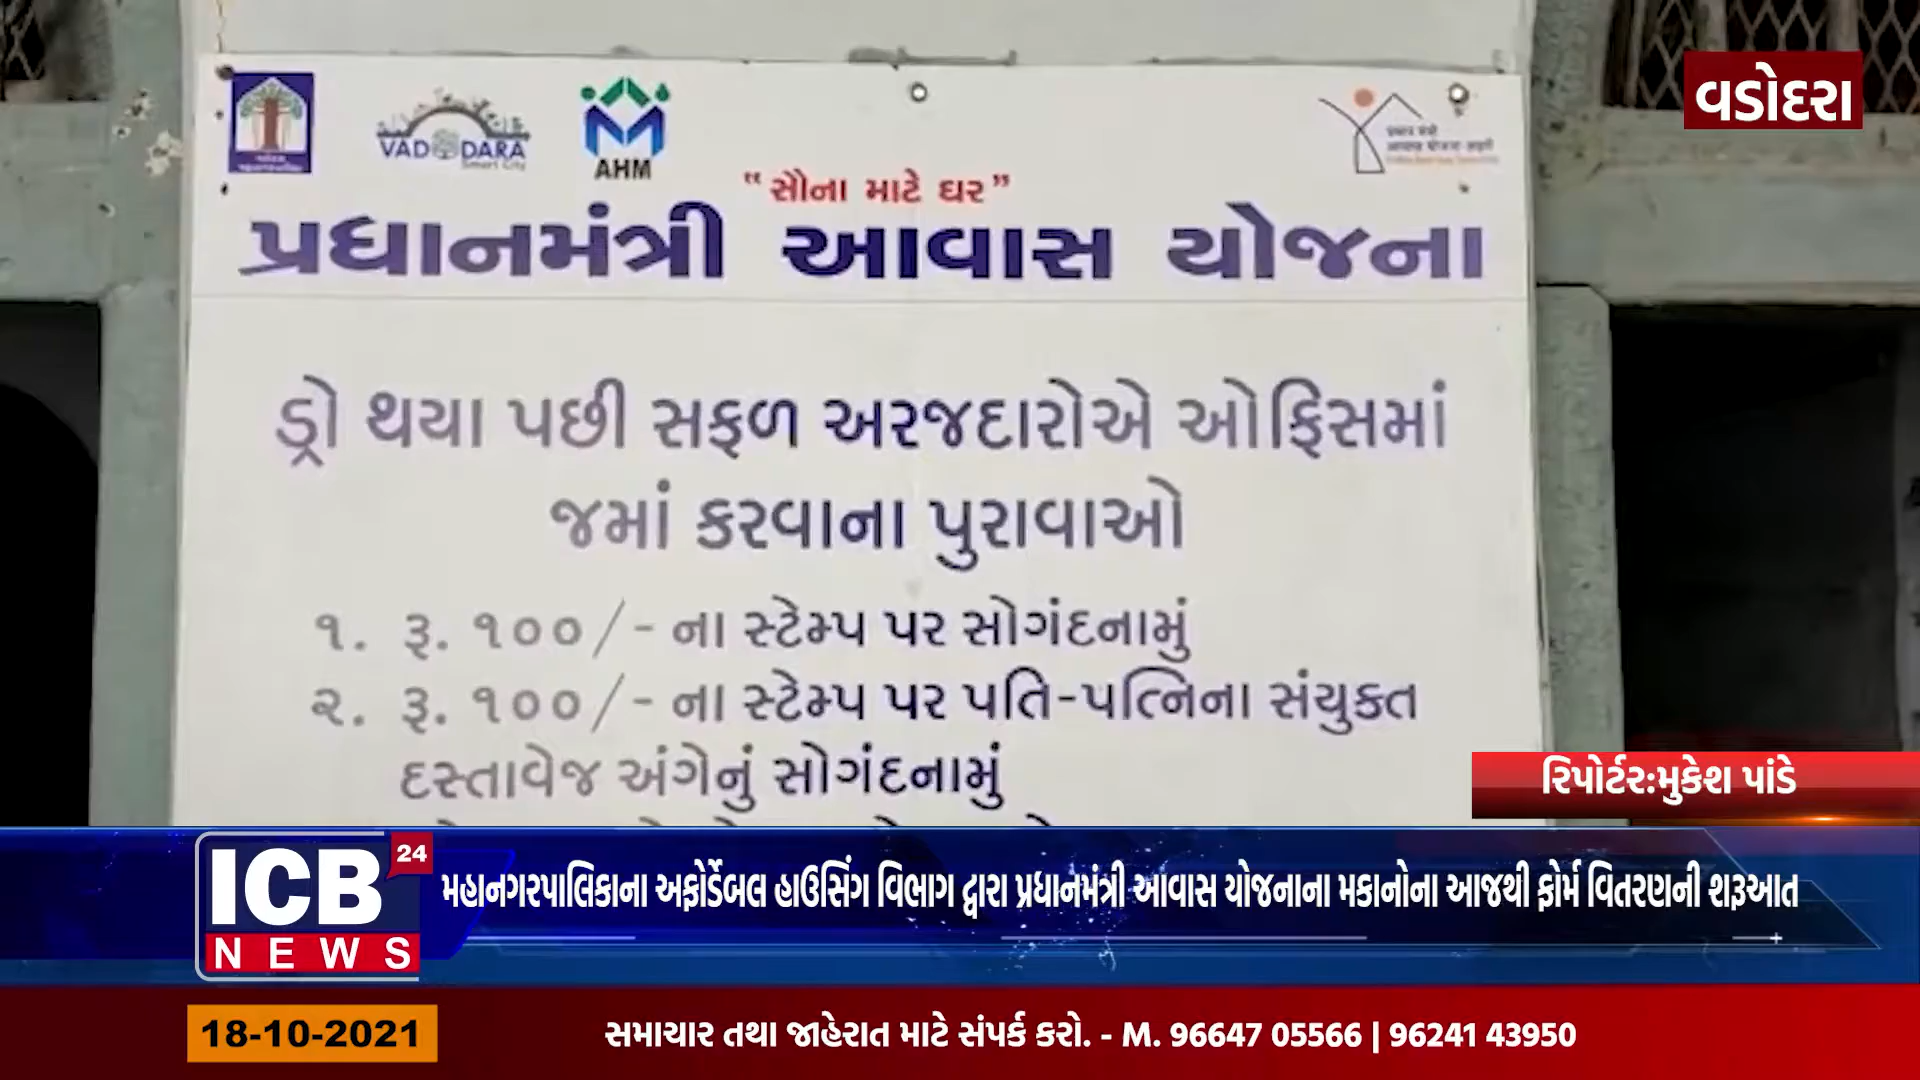 વડોદરા
VADODARA
Smart City
AHM
"સૌના માટે ઘર"
પ્રધાનમંત્રી આવાસ યોજના
ડ્રો થયા પછી સફળ અરજદારોએ ઓફિસમાં
જમાં કરવાના પુરાવાઓ
૧. રૂ. ૧૦૦/- ના સ્ટેમ્પ પર સોગંદનામું
૨. રૂ. ૧૦૦/- ના સ્ટેમ્પ પર પતિ-પત્નિના સંયુક્ત
દસ્તાવેજ અંગેનું સોગંદનામું
રિપોર્ટર:મુકેશ પાંડે
ICB 24
NEWS
મહાનગરપાલિકાના અફોર્ડેબલ હાઉસિંગ વિભાગ દ્વારા પ્રધાનમંત્રી આવાસ યોજનાના મકાનોના આજથી ફોર્મ વિતરણની શરૂઆત
18-10-2021
સમાચાર તથા જાહેરાત માટે સંપર્ક કરો. - M. 96647 05566 | 96241 43950